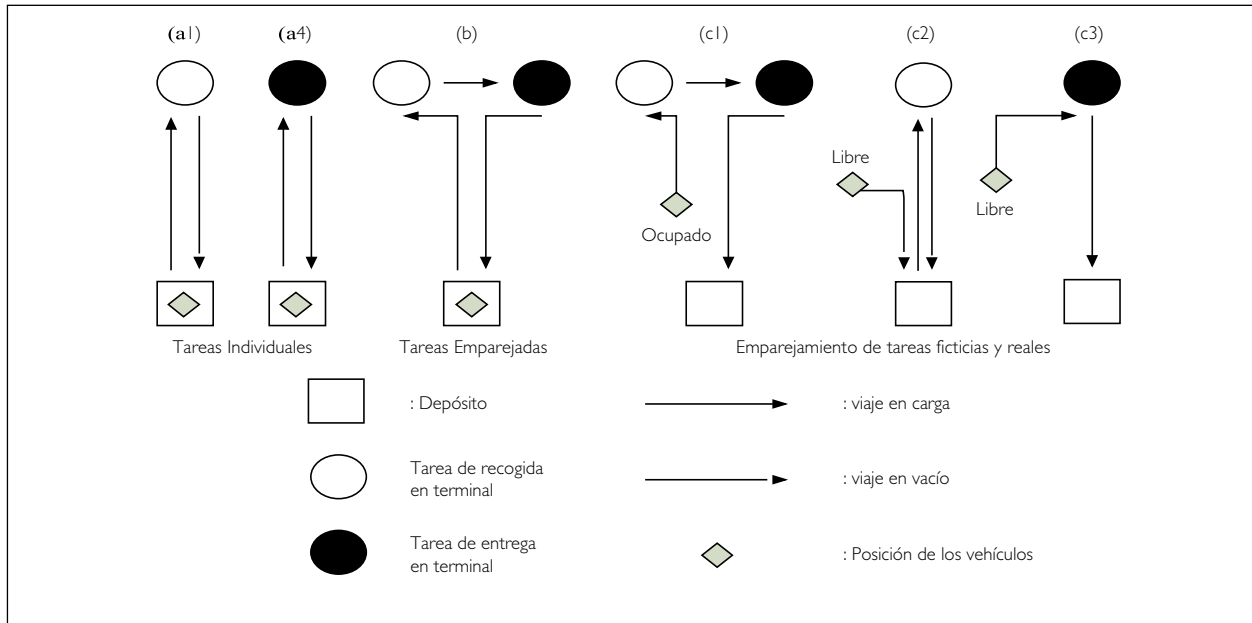 (a1) (a4) (b) (c1) (c2) (c3)
Libre
Libre
Ocupado
Tareas Individuales Tareas Emparejadas Emparejamiento de tareas ficticias y reales
: Depósito : viaje en carga
Tarea de recogida
en terminal
: viaje en vacío
Tarea de entrega
en terminal
: Posición de los vehículos